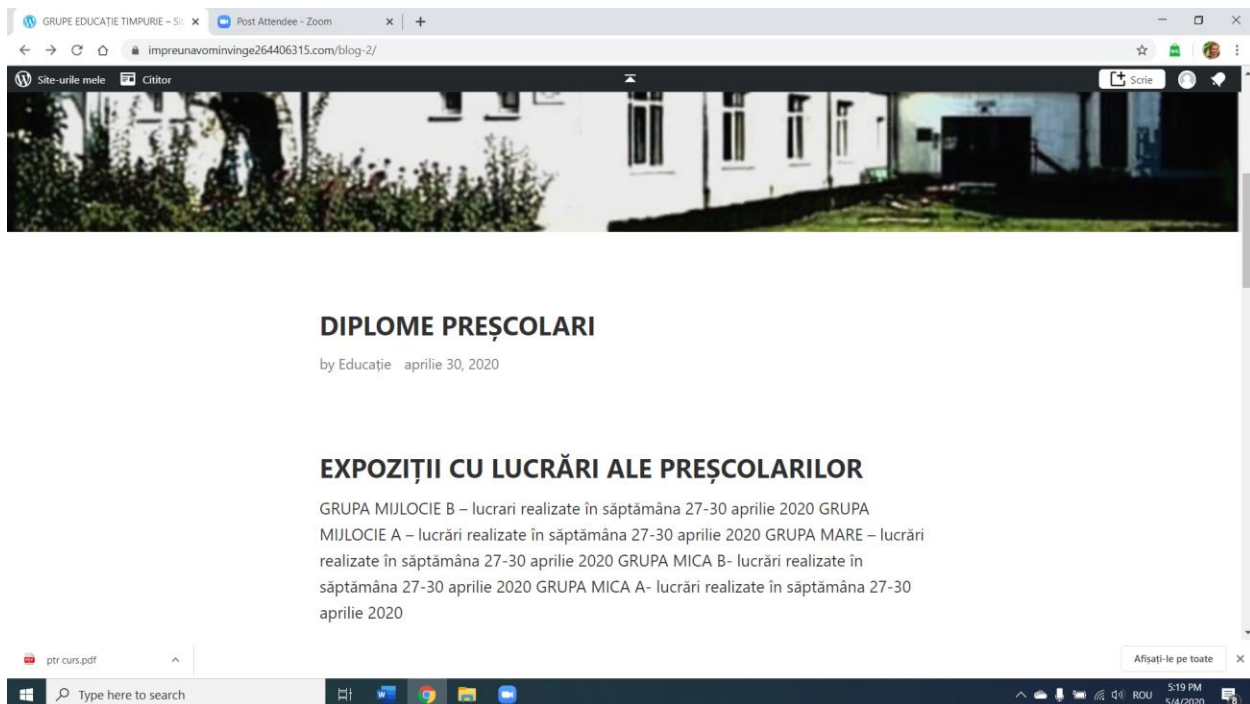 GRUPE EDUCAȚIE TIMPURIE – Si
Post Attendee - Zoom
impreunavominvinge264406315.com/blog-2/
Site-urile mele
Cititor
Scrie
DIPLOME PREȘCOLARI
by Educație aprilie 30, 2020
EXPOZIȚII CU LUCRĂRI ALE PREȘCOLARILOR
GRUPA MIJLOCIE B – lucrari realizate în săptămâna 27-30 aprilie 2020 GRUPA
MIJLOCIE A – lucrări realizate în săptămâna 27-30 aprilie 2020 GRUPA MARE – lucrări
realizate în săptămâna 27-30 aprilie 2020 GRUPA MICA B- lucrări realizate în
săptămâna 27-30 aprilie 2020 GRUPA MICA A- lucrări realizate în săptămâna 27-30
aprilie 2020
ptr curs.pdf
Afișați-le pe toate
Type here to search
ROU
5:19 PM
5/4/2020